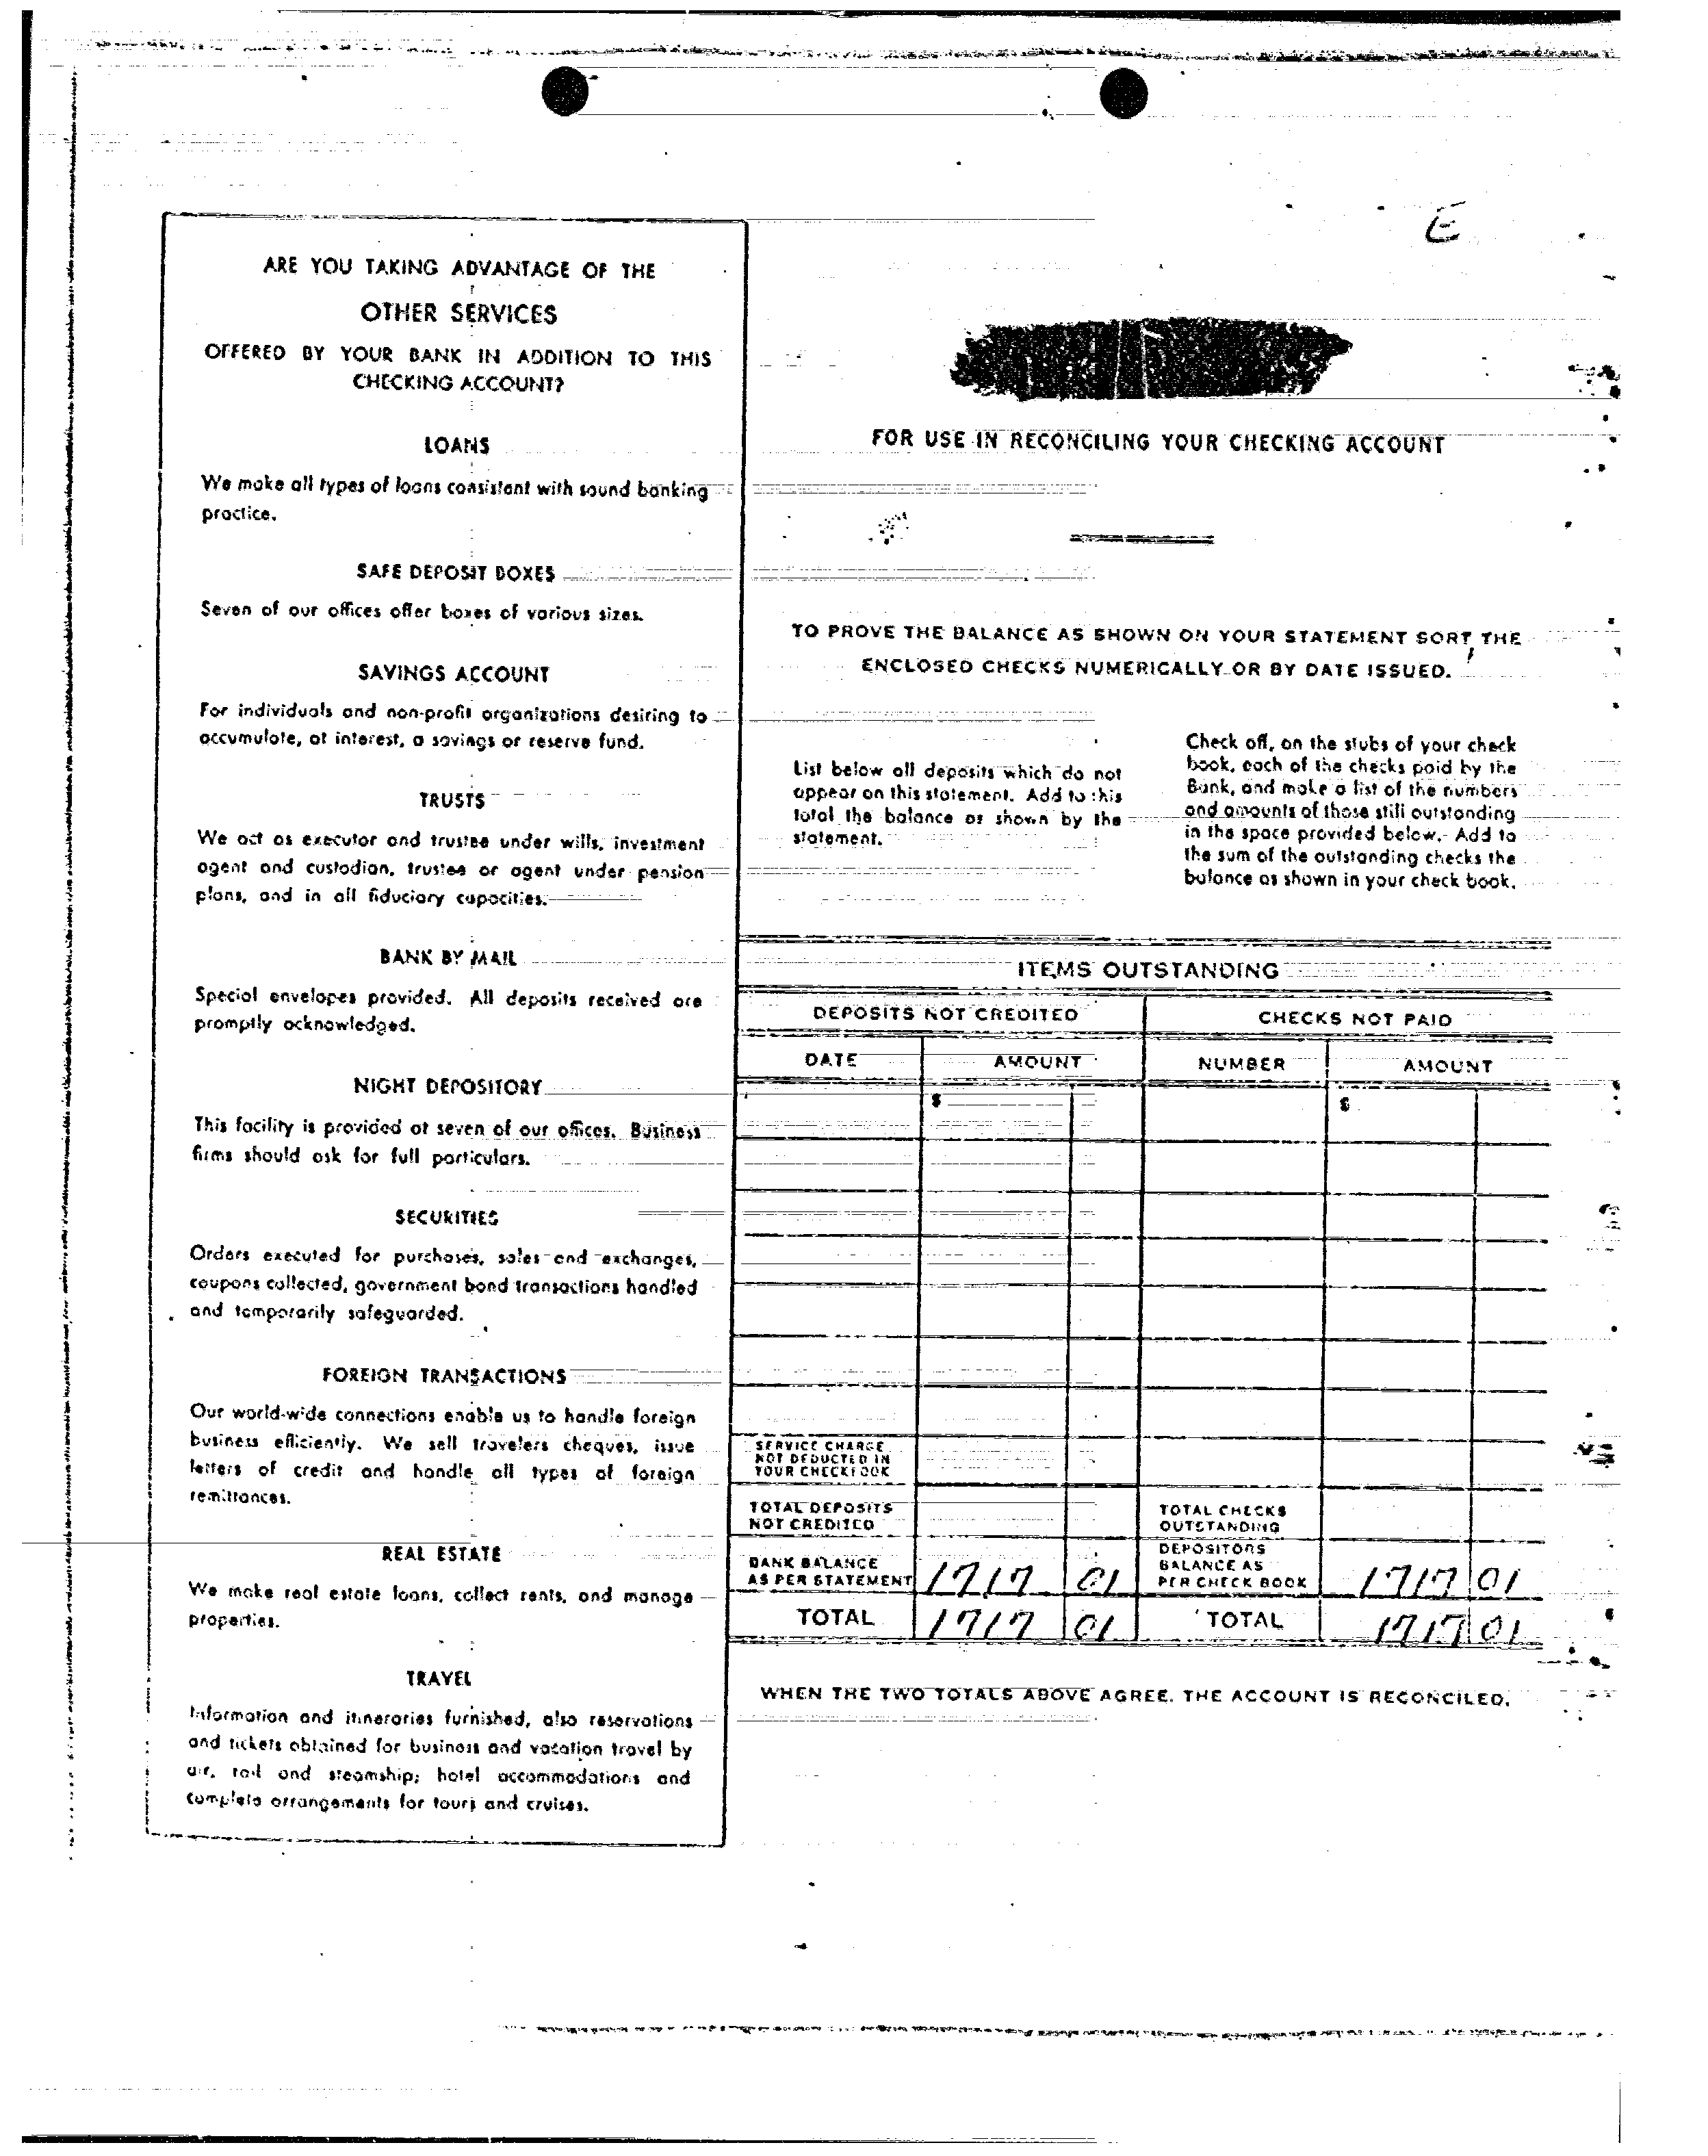 E
ARE YOU TAKING ADVANTAGE OF THE
OTHER SERVICES
OFFERED BY YOUR BANK IN ADDITION TO THIS
CHECKING ACCOUNT?
LOANS
We make all types of loans consistent with sound banking
practice.
SAFE DEPOSIT BOXES
Seven of our offices offer boxes of various sizes.
SAVINGS ACCOUNT
For individuals and non-profit organizations desiring to
accumulate, at interest, a savings or reserve fund.
TRUSTS
We act as executor and trustee under wills, investment
agent and custodian, trustee or agent under pension
plans, and in all fiduciary capacities.
BANK BY MAIL
Special envelopes provided. All deposits received are
promptly acknowledged.
NIGHT DEPOSITORY
This facility is provided at seven of our offices. Business
firms should ask for full particulars.
SECURITIES
Orders executed for purchases, sales and exchanges,
coupons collected, government bond transactions handled
and temporarily safeguarded.
FOREIGN TRANSACTIONS
Our world-wide connections enable us to handle foreign
business efficiently. We sell travelers cheques, issue
letters of credit and handle all types of foreign
remittances.
REAL ESTATE
We make real estate loans, collect rents, and manage
properties.
TRAVEL
Information and itineraries furnished, also reservations
and tickets obtained for business and vacation travel by
air, rail and steamship; hotel accommodations and
complete arrangements for tours and cruises.
FOR USE IN RECONCILING YOUR CHECKING ACCOUNT
TO PROVE THE BALANCE AS SHOWN ON YOUR STATEMENT SORT THE
ENCLOSED CHECKS NUMERICALLY OR BY DATE ISSUED.
List below all deposits which do not
appear on this statement. Add to this
total the balance as shown by the
statement.
Check off, on the stubs of your check
book, each of the checks paid by the
Bank, and make a list of the numbers
and amounts of those still outstanding
in the space provided below. Add to
the sum of the outstanding checks the
balance as shown in your check book.
ITEMS OUTSTANDING
DEPOSITS NOT CREDITED CHECKS NOT PAID
DATE AMOUNT NUMBER AMOUNT
$ $
SERVICE CHARGE
NOT DEDUCTED IN
YOUR CHECKBOOK
TOTAL DEPOSITS
NOT CREDITED
TOTAL CHECKS
OUTSTANDING
BANK BALANCE
AS PER STATEMENT 1717 01
DEPOSITORS
BALANCE AS
PER CHECK BOOK 1717 01
TOTAL 1717 01 TOTAL 1717 01
WHEN THE TWO TOTALS ABOVE AGREE, THE ACCOUNT IS RECONCILED.